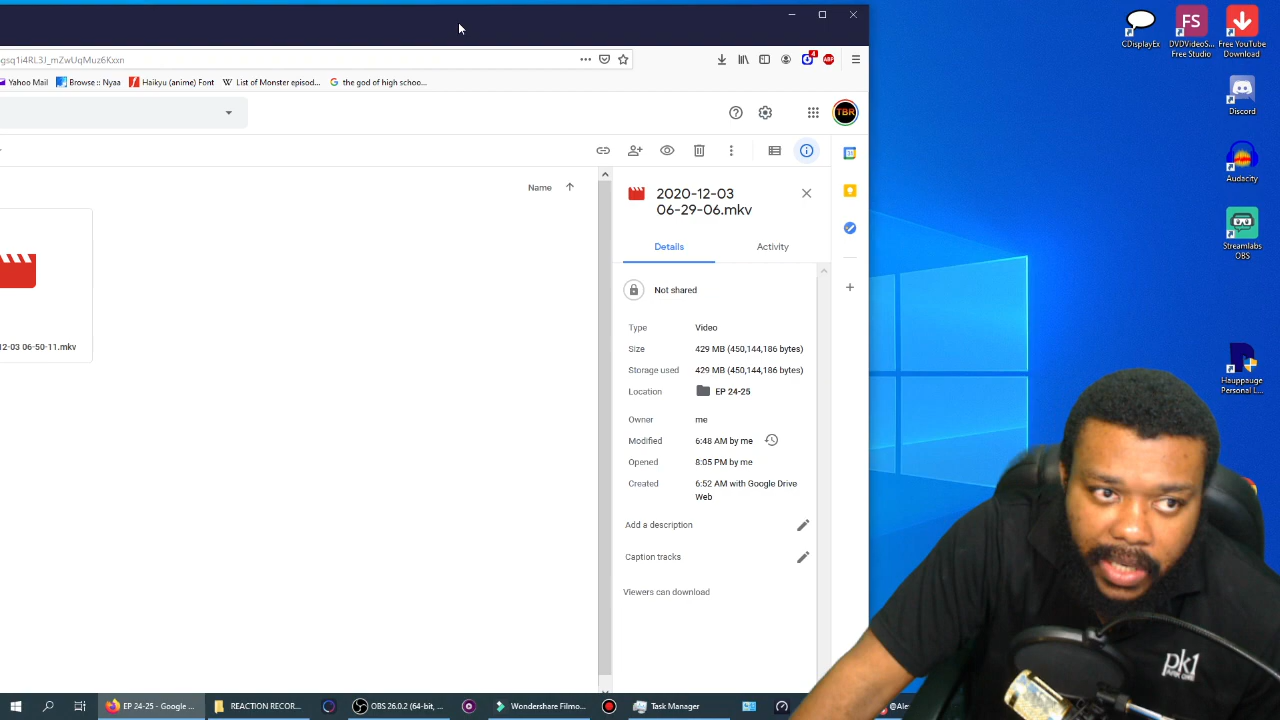 gsq1i4RL3J_mZwUqMuz6Kxxn
4
ABP
Yahoo Mail
Browse :: Nyaa
Haikyu (anime) Font
List of Monster episod...
the god of high schoo...
TBR
Name
2020-12-03
06-29-06.mkv
Details
Activity
Not shared
Type Video
Size 429 MB (450,144,186 bytes)
Storage used 429 MB (450,144,186 bytes)
Location EP 24-25
Owner me
Modified 6:48 AM by me
Opened 8:05 PM by me
Created 6:52 AM with Google Drive
Web
Add a description
Caption tracks
Viewers can download
12-03 06-50-11.mkv
CDisplayEx
FS
DVDVideoS...
Free Studio
Free YouTube
Download
Discord
Audacity
Streamlabs
OBS
Hauppauge
Personal L...
pk1
EP 24-25 - Google ...
REACTION RECOR...
OBS 26.0.2 (64-bit, ...
Wondershare Filmo...
Task Manager